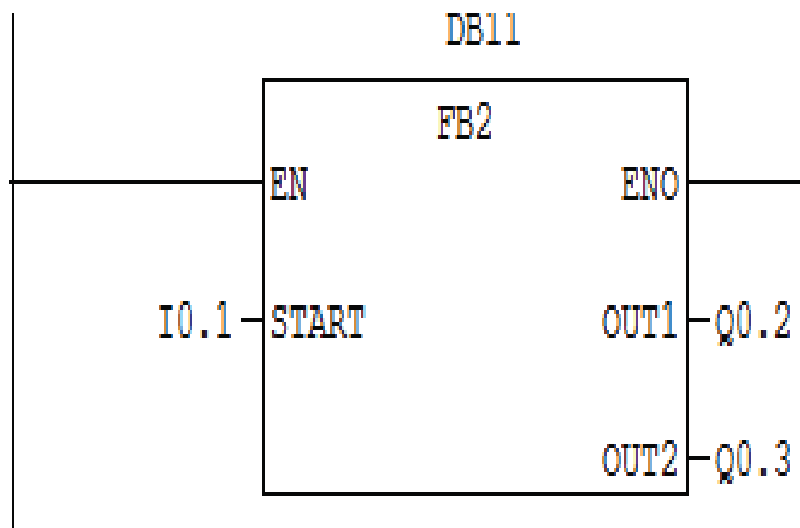 DB11
FB2
EN ENO
I0.1 START OUT1 Q0.2
OUT2 Q0.3